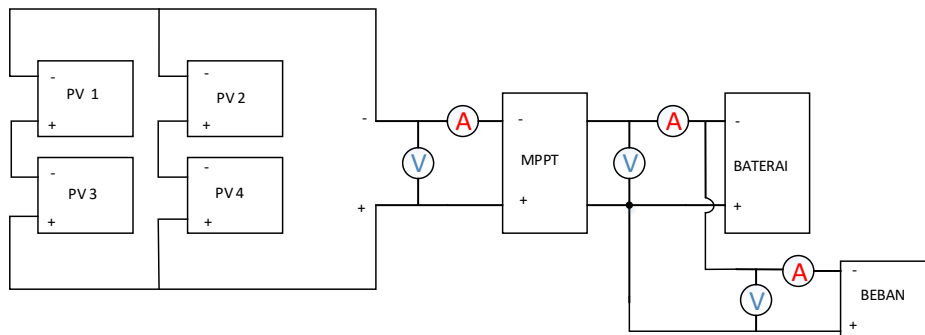 -
PV 1
+
-
PV 2
+
-
PV 3
+
-
PV 4
+
-
+
A
V
-
MPPT
+
A
V
-
BATERAI
+
A
V
-
BEBAN
+